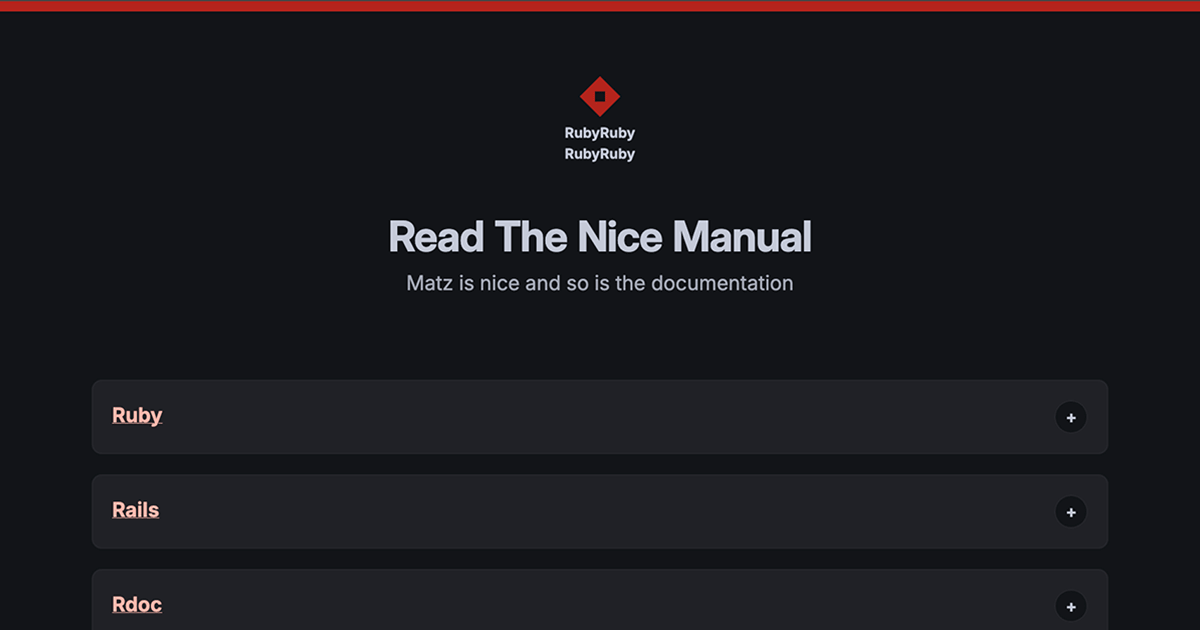 RubyRuby
RubyRuby
Read The Nice Manual
Matz is nice and so is the documentation
Ruby
+
Rails
+
Rdoc
+